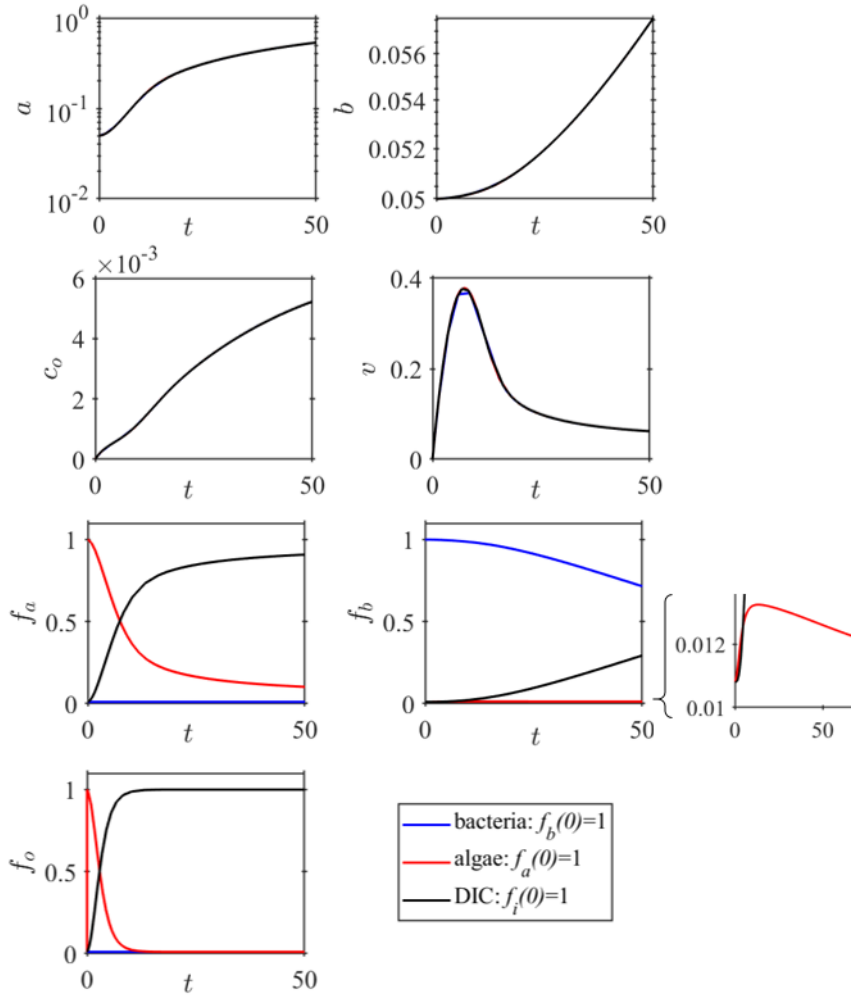 10^0
10^-1
10^-2
a
0
t
50
0.056
0.054
0.052
0.05
b
0
t
50
×10^-3
6
4
2
0
c_o
0
t
50
0.4
0.2
0
v
0
t
50
1
0.5
0
f_a
0
t
50
1
0.5
0
f_b
0
t
50
0.012
0.01
0
50
1
0.5
0
f_o
0
t
50
bacteria: f_b(0)=1
algae: f_a(0)=1
DIC: f_i(0)=1